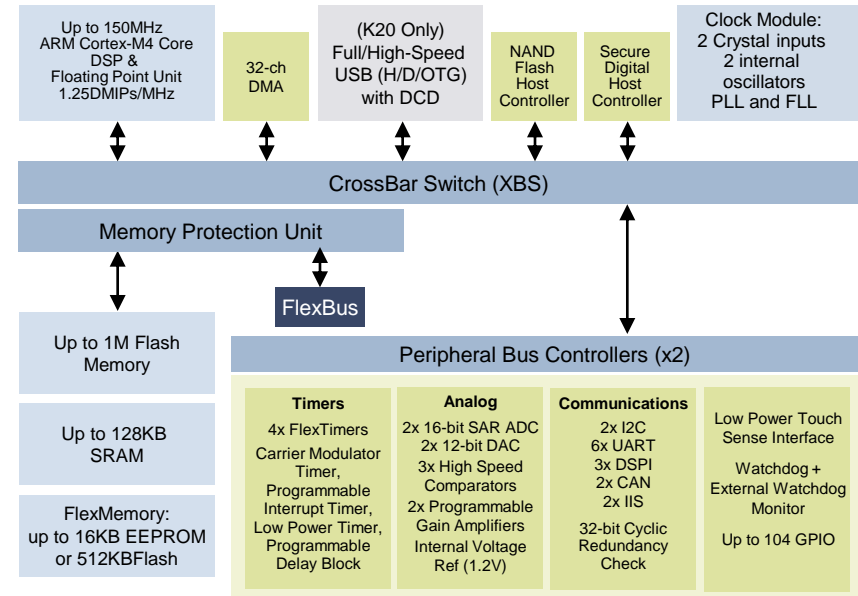 Up to 150MHz
ARM Cortex-M4 Core
DSP &
Floating Point Unit
1.25DMIPs/MHz
32-ch
DMA
(K20 Only)
Full/High-Speed
USB (H/D/OTG)
with DCD
NAND
Flash
Host
Controller
Secure
Digital
Host
Controller
Clock Module:
2 Crystal inputs
2 internal
oscillators
PLL and FLL
CrossBar Switch (XBS)
Memory Protection Unit
FlexBus
Up to 1M Flash
Memory
Up to 128KB
SRAM
FlexMemory:
up to 16KB EEPROM
or 512KBFlash
Peripheral Bus Controllers (x2)
Timers
4x FlexTimers
Carrier Modulator
Timer,
Programmable
Interrupt Timer,
Low Power Timer,
Programmable
Delay Block
Analog
2x 16-bit SAR ADC
2x 12-bit DAC
3x High Speed
Comparators
2x Programmable
Gain Amplifiers
Internal Voltage
Ref (1.2V)
Communications
2x I2C
6x UART
3x DSPI
2x CAN
2x IIS
32-bit Cyclic
Redundancy
Check
Low Power Touch
Sense Interface
Watchdog +
External Watchdog
Monitor
Up to 104 GPIO